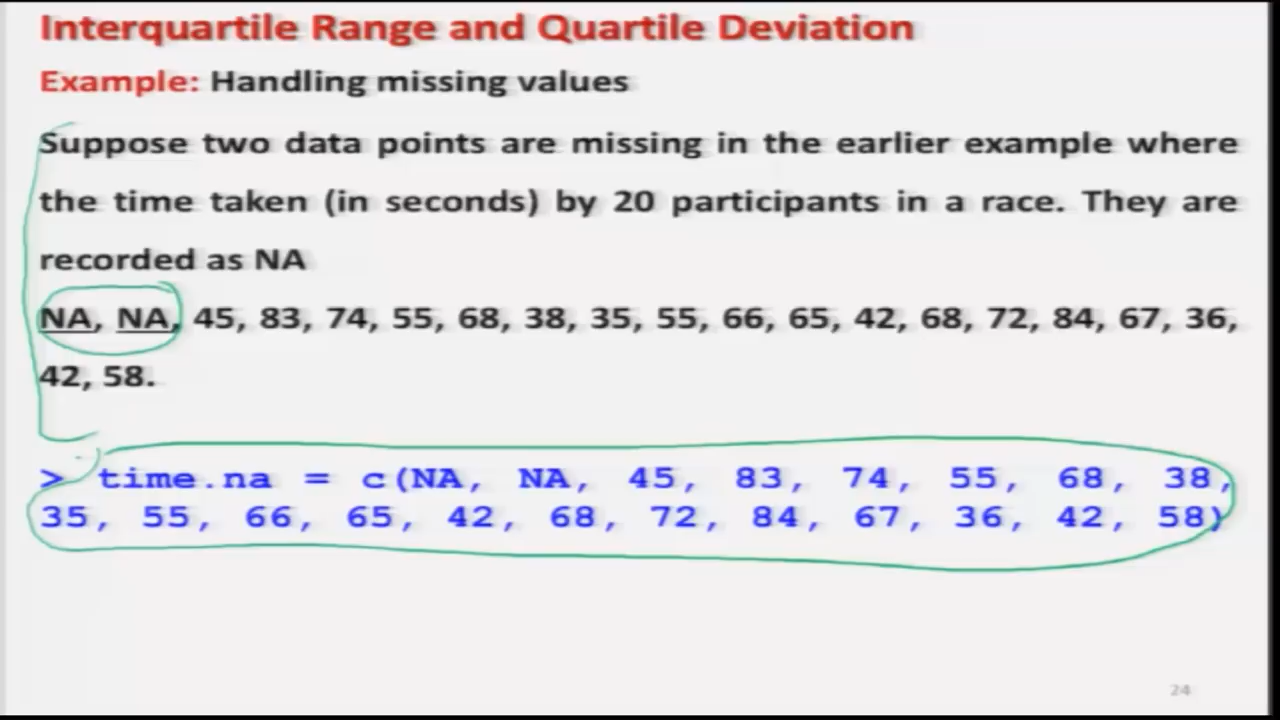 Interquartile Range and Quartile Deviation
Example: Handling missing values
Suppose two data points are missing in the earlier example where
the time taken (in seconds) by 20 participants in a race. They are
recorded as NA
NA, NA, 45, 83, 74, 55, 68, 38, 35, 55, 66, 65, 42, 68, 72, 84, 67, 36,
42, 58.
> time.na = c(NA, NA, 45, 83, 74, 55, 68, 38,
35, 55, 66, 65, 42, 68, 72, 84, 67, 36, 42, 58)
24